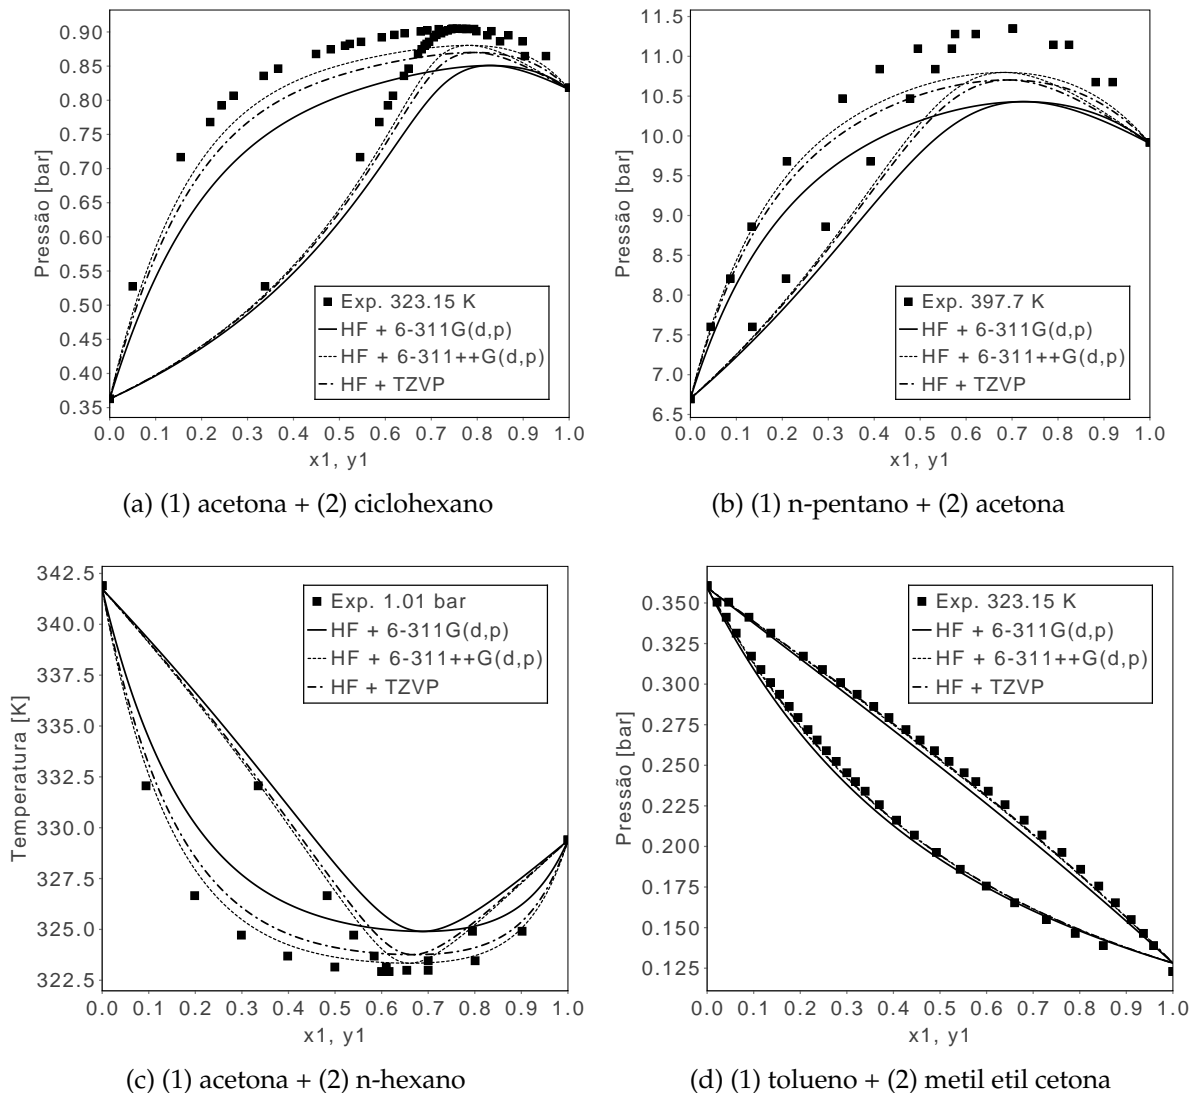 Pressão [bar]
0.90
0.85
0.80
0.75
0.70
0.65
0.60
0.55
0.50
0.45
0.40
0.35
Exp. 323.15 K
HF + 6-311G(d,p)
HF + 6-311++G(d,p)
HF + TZVP
0.0 0.1 0.2 0.3 0.4 0.5 0.6 0.7 0.8 0.9 1.0
x1, y1
(a) (1) acetona + (2) ciclohexano
Pressão [bar]
11.5
11.0
10.5
10.0
9.5
9.0
8.5
8.0
7.5
7.0
6.5
Exp. 397.7 K
HF + 6-311G(d,p)
HF + 6-311++G(d,p)
HF + TZVP
0.0 0.1 0.2 0.3 0.4 0.5 0.6 0.7 0.8 0.9 1.0
x1, y1
(b) (1) n-pentano + (2) acetona
Temperatura [K]
342.5
340.0
337.5
335.0
332.5
330.0
327.5
325.0
322.5
Exp. 1.01 bar
HF + 6-311G(d,p)
HF + 6-311++G(d,p)
HF + TZVP
0.0 0.1 0.2 0.3 0.4 0.5 0.6 0.7 0.8 0.9 1.0
x1, y1
(c) (1) acetona + (2) n-hexano
Pressão [bar]
0.350
0.325
0.300
0.275
0.250
0.225
0.200
0.175
0.150
0.125
Exp. 323.15 K
HF + 6-311G(d,p)
HF + 6-311++G(d,p)
HF + TZVP
0.0 0.1 0.2 0.3 0.4 0.5 0.6 0.7 0.8 0.9 1.0
x1, y1
(d) (1) tolueno + (2) metil etil cetona